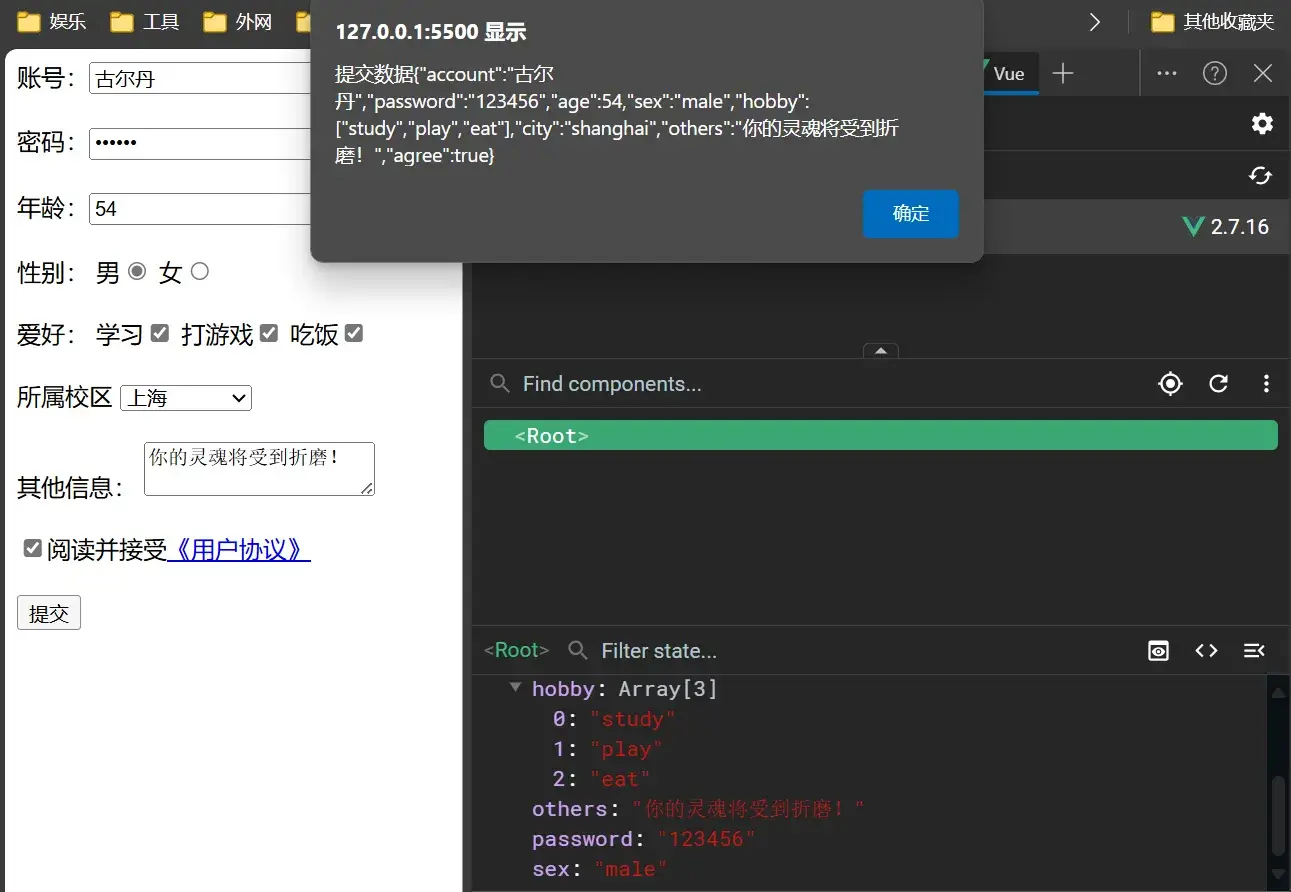 娱乐
工具
外网
其他收藏夹
127.0.0.1:5500 显示
提交数据{"account":"古尔
丹","password":"123456","age":54,"sex":"male","hobby":
["study","play","eat"],"city":"shanghai","others":"你的灵魂将受到折
磨！","agree":true}
确定
账号：
古尔丹
密码：
••••••
年龄：
54
性别： 男 女
爱好： 学习 打游戏 吃饭
所属校区 上海
你的灵魂将受到折磨！
其他信息：
阅读并接受《用户协议》
提交
Vue
2.7.16
Find components...
<Root>
<Root>
Filter state...
hobby: Array[3]
0: "study"
1: "play"
2: "eat"
others: "你的灵魂将受到折磨！"
password: "123456"
sex: "male"